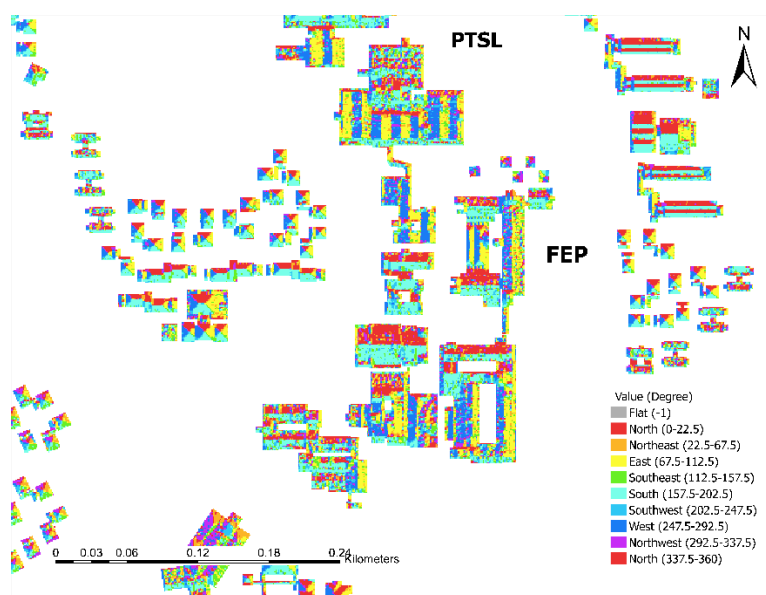 PTSL
N
FEP
Value (Degree)
Flat (-1)
North (0-22.5)
Northeast (22.5-67.5)
East (67.5-112.5)
Southeast (112.5-157.5)
South (157.5-202.5)
Southwest (202.5-247.5)
West (247.5-292.5)
Northwest (292.5-337.5)
North (337.5-360)
0 0.03 0.06 0.12 0.18 0.24
Kilometers